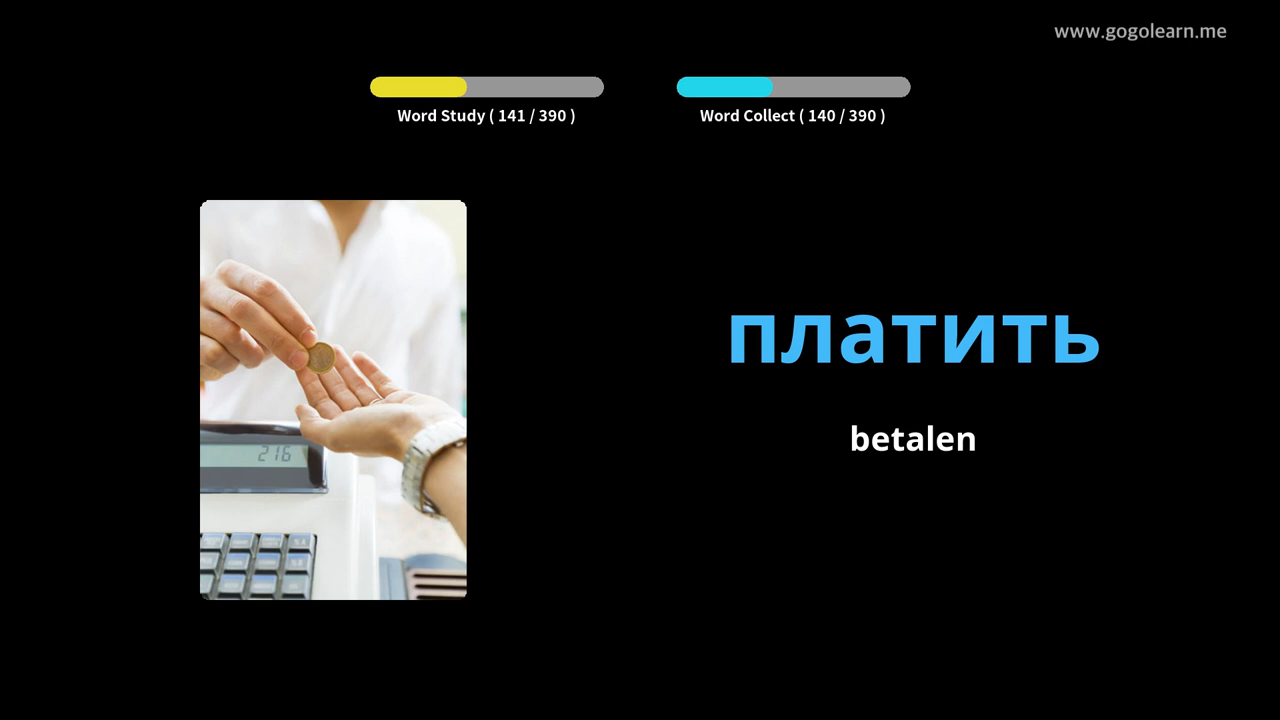 www.gogolearn.me
Word Study ( 141 / 390 )
Word Collect ( 140 / 390 )
платить
betalen
216